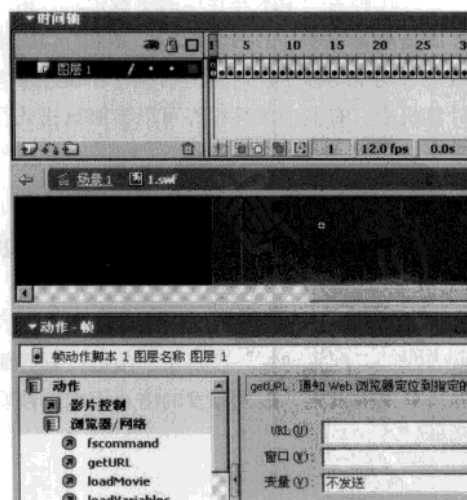 ▼时间轴
1 5 10 15 20 25 3
图层 1
1 12.0 fps 0.0s
场景1 1.swf
▼动作 - 帧
帧动作脚本 1 图层名称 图层 1
动作
影片控制
浏览器/网络
fscommand
getURL
loadMovie
loadVariables
getURL : 通知 Web 浏览器定位到指定的
URL(U):
窗口(W):
变量(V): 不发送